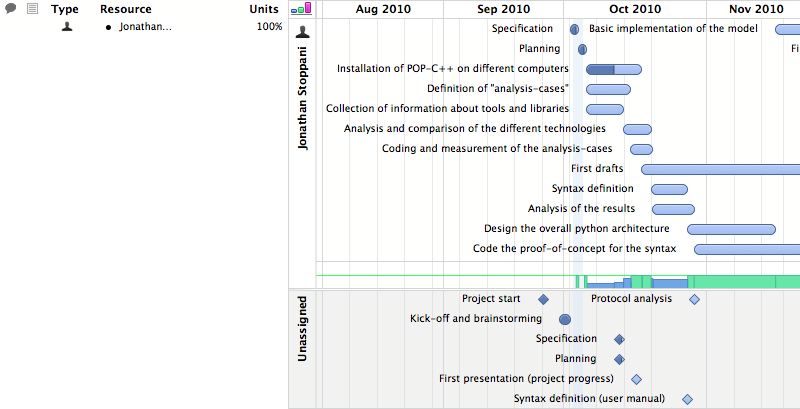 Type Resource Units
Jonathan... 100%
Aug 2010 Sep 2010 Oct 2010 Nov 2010
Jonathan Stoppani
Specification Basic implementation of the model
Planning Fi
Installation of POP-C++ on different computers
Definition of "analysis-cases"
Collection of information about tools and libraries
Analysis and comparison of the different technologies
Coding and measurement of the analysis-cases
First drafts
Syntax definition
Analysis of the results
Design the overall python architecture
Code the proof-of-concept for the syntax
Unassigned
Project start Protocol analysis
Kick-off and brainstorming
Specification
Planning
First presentation (project progress)
Syntax definition (user manual)